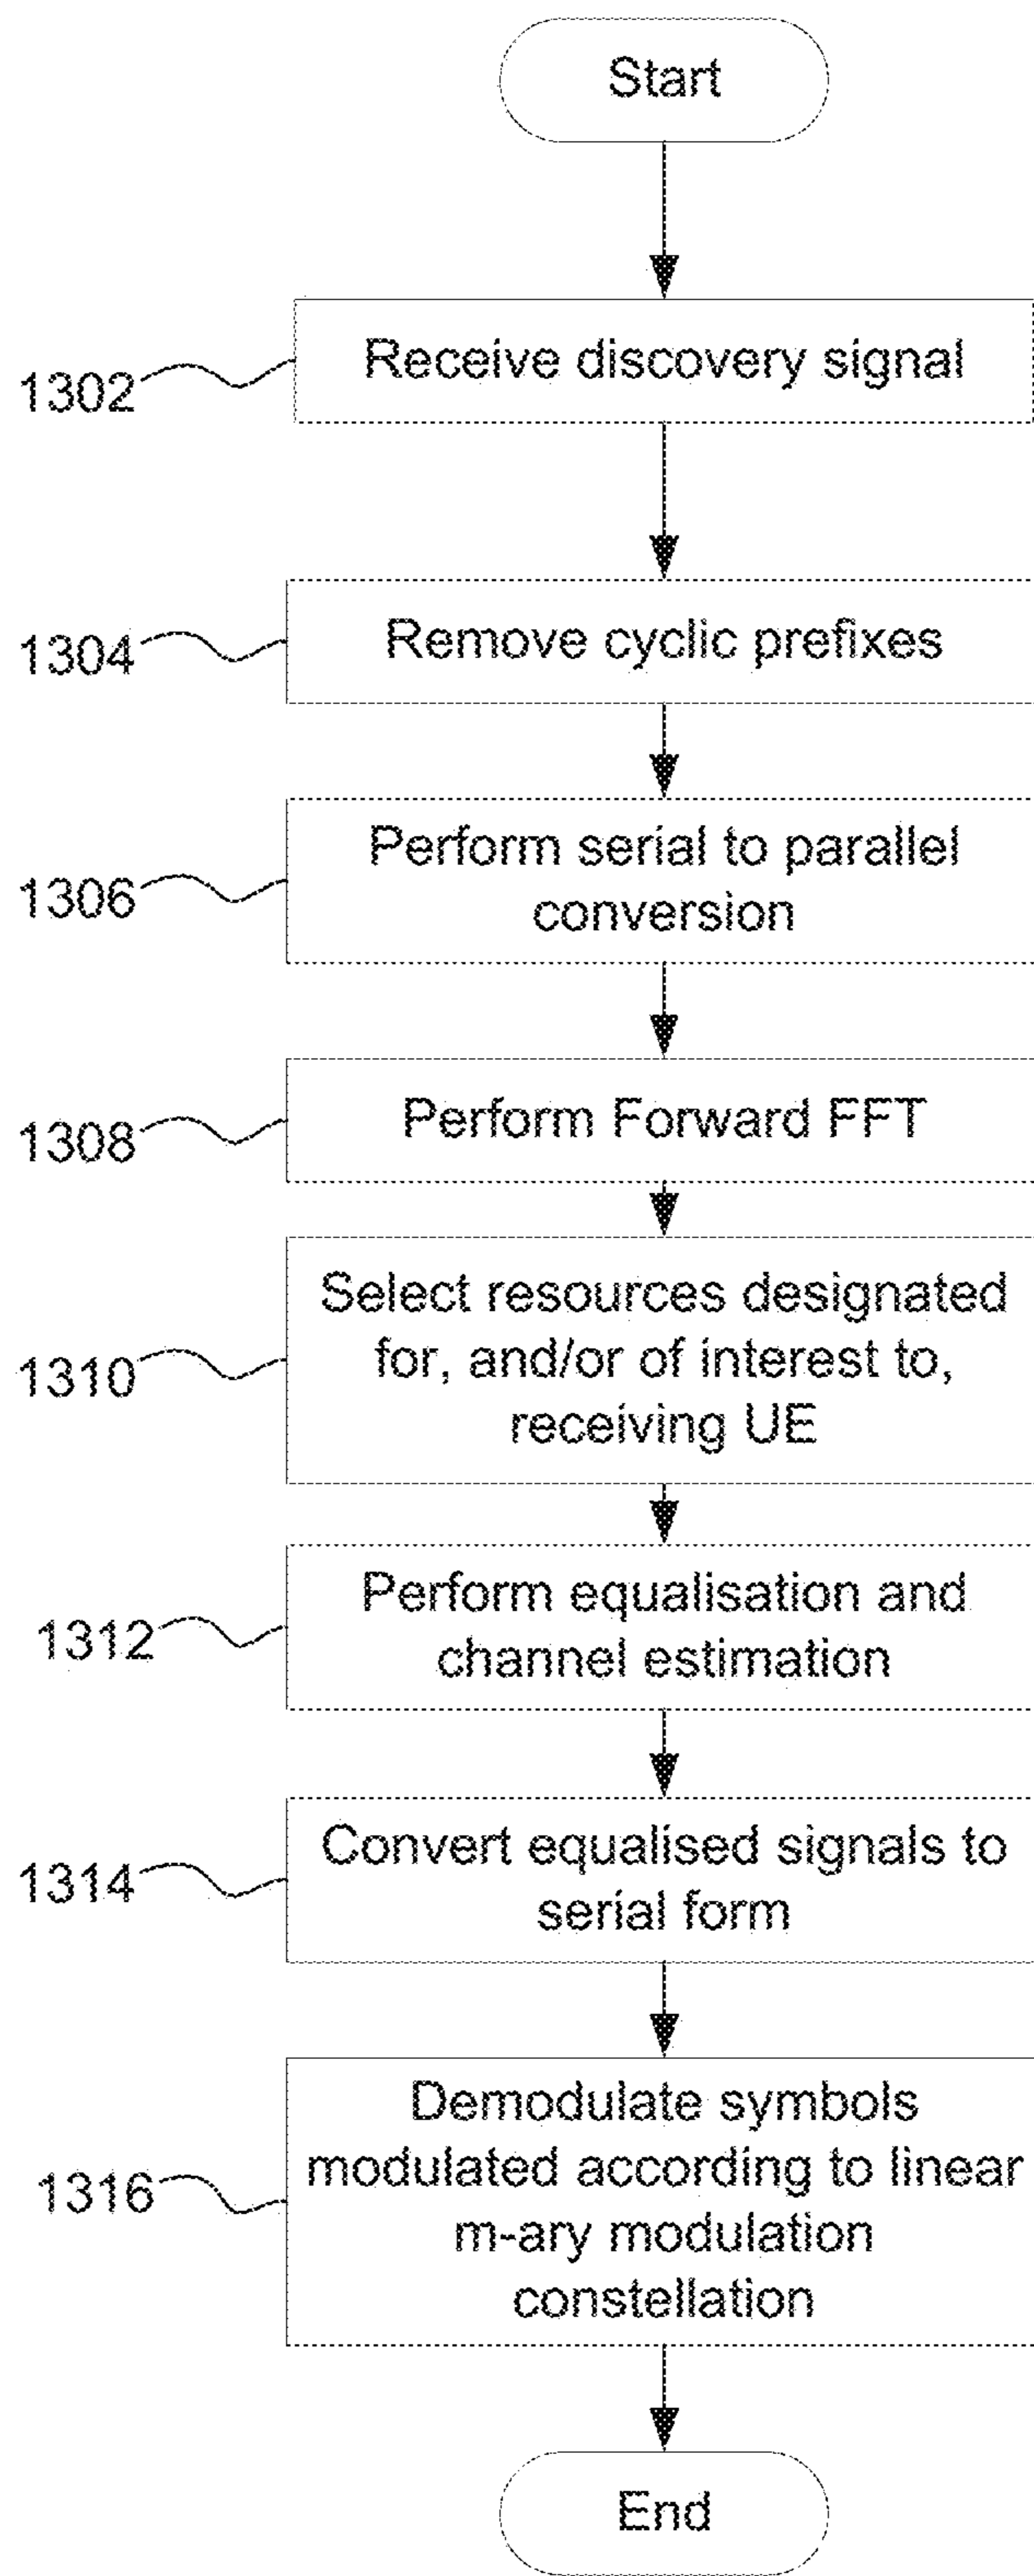 Start
Receive discovery signal
1302
Remove cyclic prefixes
1304
Perform serial to parallel
conversion
1306
Perform Forward FFT
1308
Select resources designated
for, and/or of interest to,
receiving UE
1310
Perform equalisation and
channel estimation
1312
Convert equalised signals to
serial form
1314
Demodulate symbols
modulated according to linear
m-ary modulation
constellation
1316
End